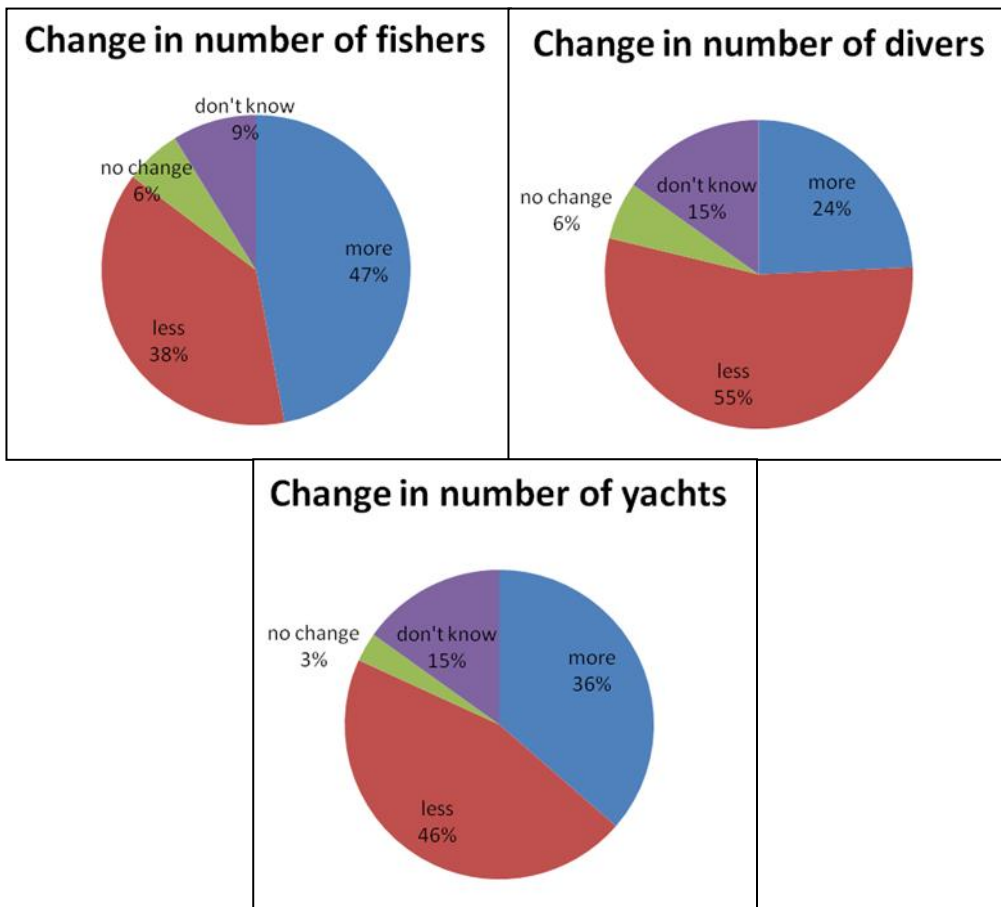 Change in number of fishers
don't know
9%
no change
6%
more
47%
less
38%
Change in number of divers
don't know
15%
more
24%
no change
6%
less
55%
Change in number of yachts
no change
3%
don't know
15%
more
36%
less
46%